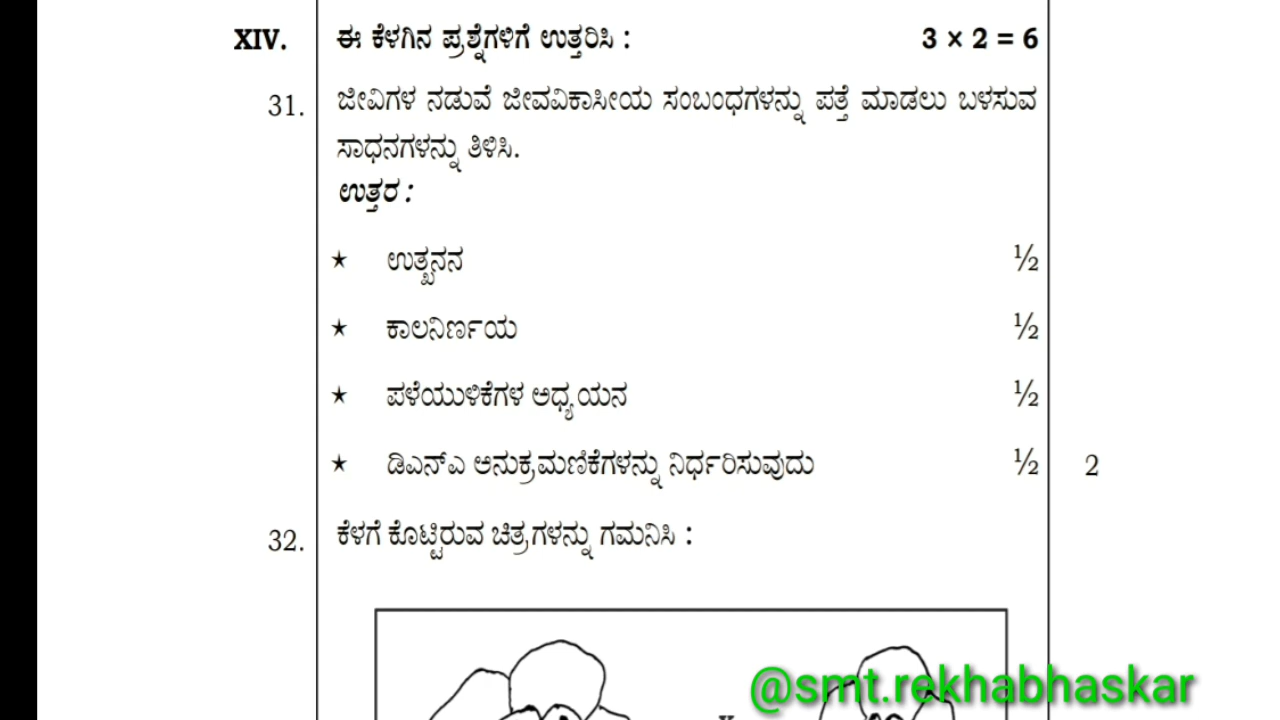 XIV. ಈ ಕೆಳಗಿನ ಪ್ರಶ್ನೆಗಳಿಗೆ ಉತ್ತರಿಸಿ : 3 × 2 = 6
31. ಜೀವಿಗಳ ನಡುವೆ ಜೀವವಿಕಾಸೀಯ ಸಂಬಂಧಗಳನ್ನು ಪತ್ತೆ ಮಾಡಲು ಬಳಸುವ
ಸಾಧನಗಳನ್ನು ತಿಳಿಸಿ.
ಉತ್ತರ :
★ ಉತ್ಖನನ ½
★ ಕಾಲನಿರ್ಣಯ ½
★ ಪಳೆಯುಳಿಕೆಗಳ ಅಧ್ಯಯನ ½
★ ಡಿಎನ್‌ಎ ಅನುಕ್ರಮಣಿಕೆಗಳನ್ನು ನಿರ್ಧರಿಸುವುದು ½ 2
32. ಕೆಳಗೆ ಕೊಟ್ಟಿರುವ ಚಿತ್ರಗಳನ್ನು ಗಮನಿಸಿ :
@smt.rekhabhaskar